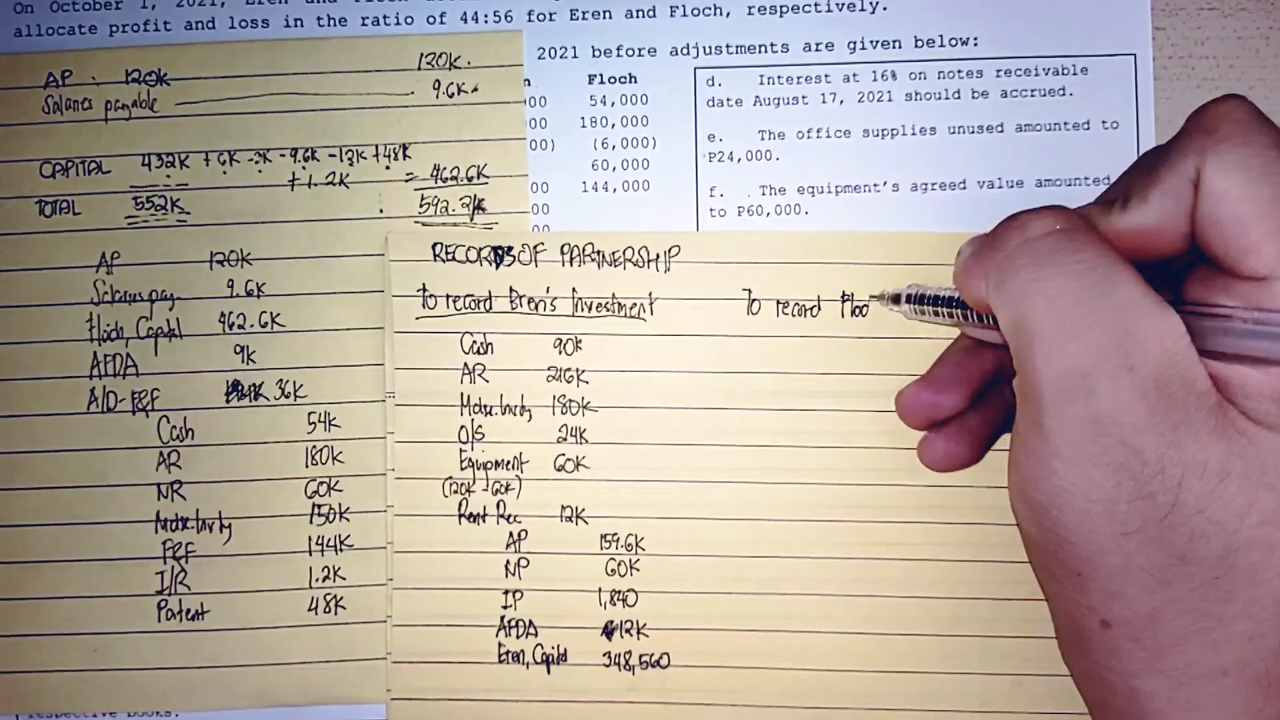 allocate profit and loss in the ratio of 44:56 for Eren and Floch, respectively.
2021 before adjustments are given below:
Floch
00 54,000
00 180,000
00) (6,000)
60,000
00 144,000
00
d. Interest at 16% on notes receivable
date August 17, 2021 should be accrued.
e. The office supplies unused amounted to
P24,000.
f. The equipment's agreed value amounted
to P60,000.
AP 120K 120K
Salaries payable 9.6K
CAPITAL 432K + 6K -3K -9.6K -12K +48K
+1.2K = 462.6K
TOTAL 552K 592.2K
AP 120K
Salaries pay. 9.6K
Floch, Capital 462.6K
AFDA 9K
A/D-F&F 36K
Cash 54K
AR 180K
NR 60K
Mdse. Invty 150K
F&F 144K
I/R 1.2K
Patent 48K
RECORDS OF PARTNERSHIP
To record Eren's Investment
Cash 90K
AR 216K
Mdse. Invty 180K
O/S 24K
Equipment 60K
(120K - 60K)
Rent Rec 12K
AP 159.6K
NP 60K
IP 1,840
AFDA 12K
Eren, Capital 348,560
To record Floc